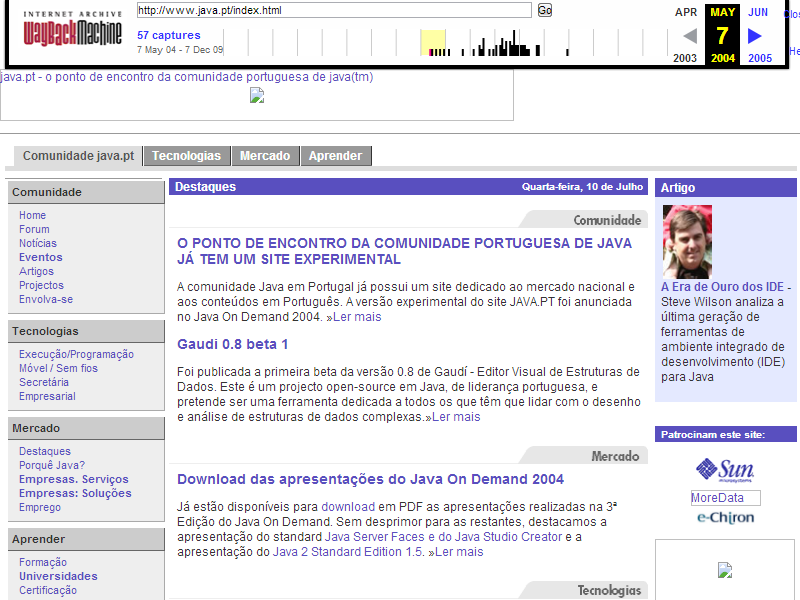 INTERNET ARCHIVE
WayBackMachine
http://www.java.pt/index.html
Go
57 captures
7 May 04 - 7 Dec 09
APR
MAY
JUN
7
2003
2004
2005
java.pt - o ponto de encontro da comunidade portuguesa de java(tm)
Comunidade java.pt
Tecnologias
Mercado
Aprender
Comunidade
Home
Forum
Notícias
Eventos
Artigos
Projectos
Envolva-se
Tecnologias
Execução/Programação
Móvel / Sem fios
Secretária
Empresarial
Mercado
Destaques
Porquê Java?
Empresas. Serviços
Empresas: Soluções
Emprego
Aprender
Formação
Universidades
Certificação
Destaques
Quarta-feira, 10 de Julho
Comunidade
O PONTO DE ENCONTRO DA COMUNIDADE PORTUGUESA DE JAVA
JÁ TEM UM SITE EXPERIMENTAL
A comunidade Java em Portugal já possui um site dedicado ao mercado nacional e
aos conteúdos em Português. A versão experimental do site JAVA.PT foi anunciada
no Java On Demand 2004. »Ler mais
Gaudi 0.8 beta 1
Foi publicada a primeira beta da versão 0.8 de Gaudí - Editor Visual de Estruturas de
Dados. Este é um projecto open-source em Java, de liderança portuguesa, e
pretende ser uma ferramenta dedicada a todos os que têm que lidar com o desenho
e análise de estruturas de dados complexas.»Ler mais
Mercado
Download das apresentações do Java On Demand 2004
Já estão disponíveis para download em PDF as apresentações realizadas na 3ª
Edição do Java On Demand. Sem desprimor para as restantes, destacamos a
apresentação do standard Java Server Faces e do Java Studio Creator e a
apresentação do Java 2 Standard Edition 1.5. »Ler mais
Tecnologias
Artigo
A Era de Ouro dos IDE -
Steve Wilson analiza a
última geração de
ferramentas de
ambiente integrado de
desenvolvimento (IDE)
para Java
Patrocinam este site:
Sun
microsystems
MoreData
e-Chiron